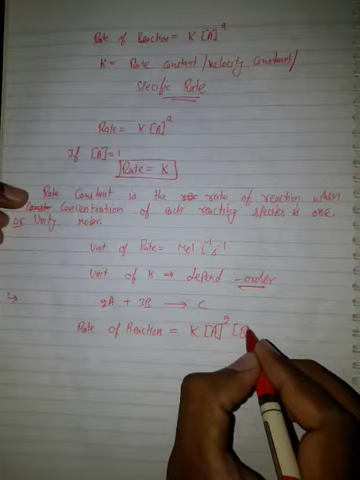 Rate of Reaction = K [A]^a
K = Rate constant / velocity constant /
Specific Rate
Rate = K [A]^a
If [A] = 1
Rate = K
Rate Constant is the rate of reaction when
Concentration of each reacting species is one
or Unity molar.
Unit of Rate = Mol L^-1 s^-1
Unit of K ⇒ depend order
2A + 3B → C
Rate of Reaction = K [A]^2 [B